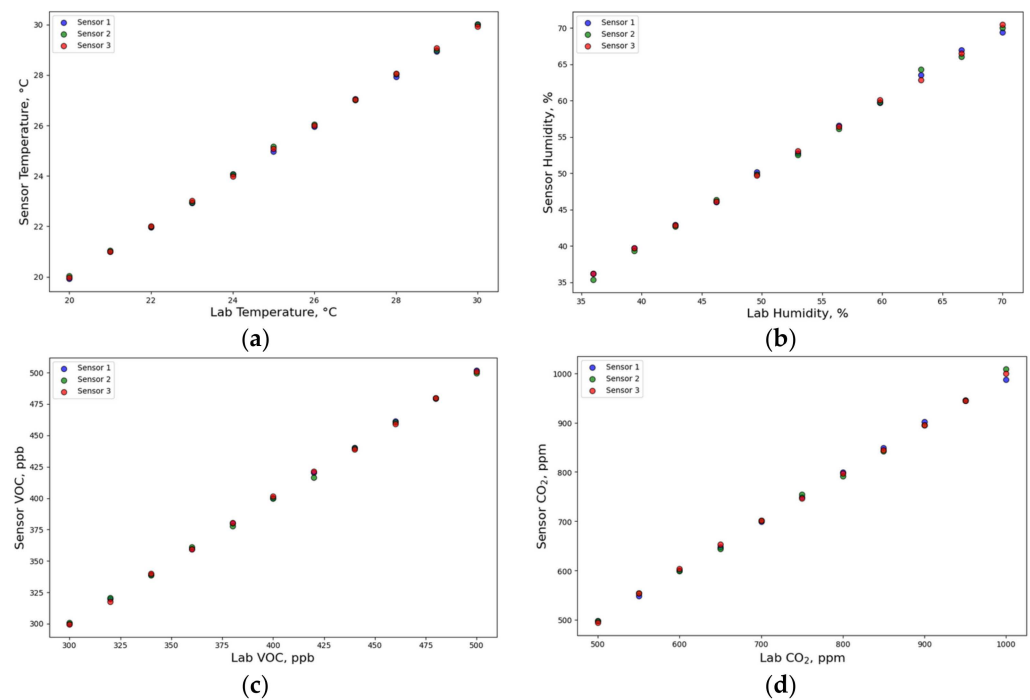 Sensor 1
Sensor 2
Sensor 3
Sensor Temperature, °C
30
28
26
24
22
20
20 22 24 26 28 30
Lab Temperature, °C
(a)
Sensor 1
Sensor 2
Sensor 3
Sensor Humidity, %
70
65
60
55
50
45
40
35
35 40 45 50 55 60 65 70
Lab Humidity, %
(b)
Sensor 1
Sensor 2
Sensor 3
Sensor VOC, ppb
500
475
450
425
400
375
350
325
300
300 325 350 375 400 425 450 475 500
Lab VOC, ppb
(c)
Sensor 1
Sensor 2
Sensor 3
Sensor CO₂, ppm
1000
900
800
700
600
500
500 600 700 800 900 1000
Lab CO₂, ppm
(d)